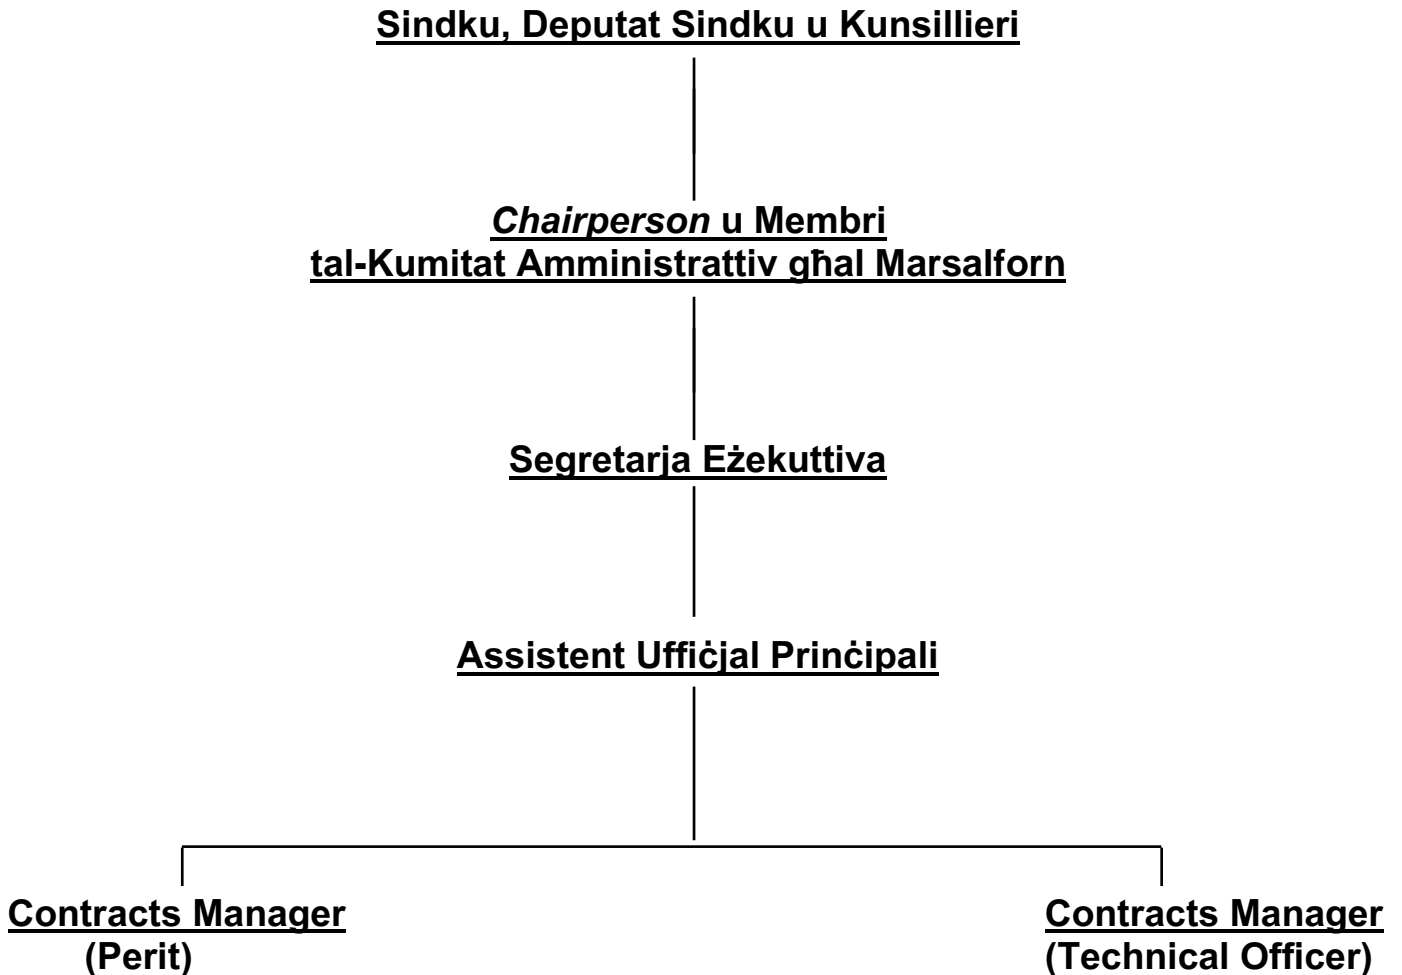 Sindku, Deputat Sindku u Kunsillieri
Chairperson u Membri
tal-Kumitat Amministrattiv għal Marsalforn
Segretarja Eżekuttiva
Assistent Uffiċjal Prinċipali
Contracts Manager
(Perit)
Contracts Manager
(Technical Officer)